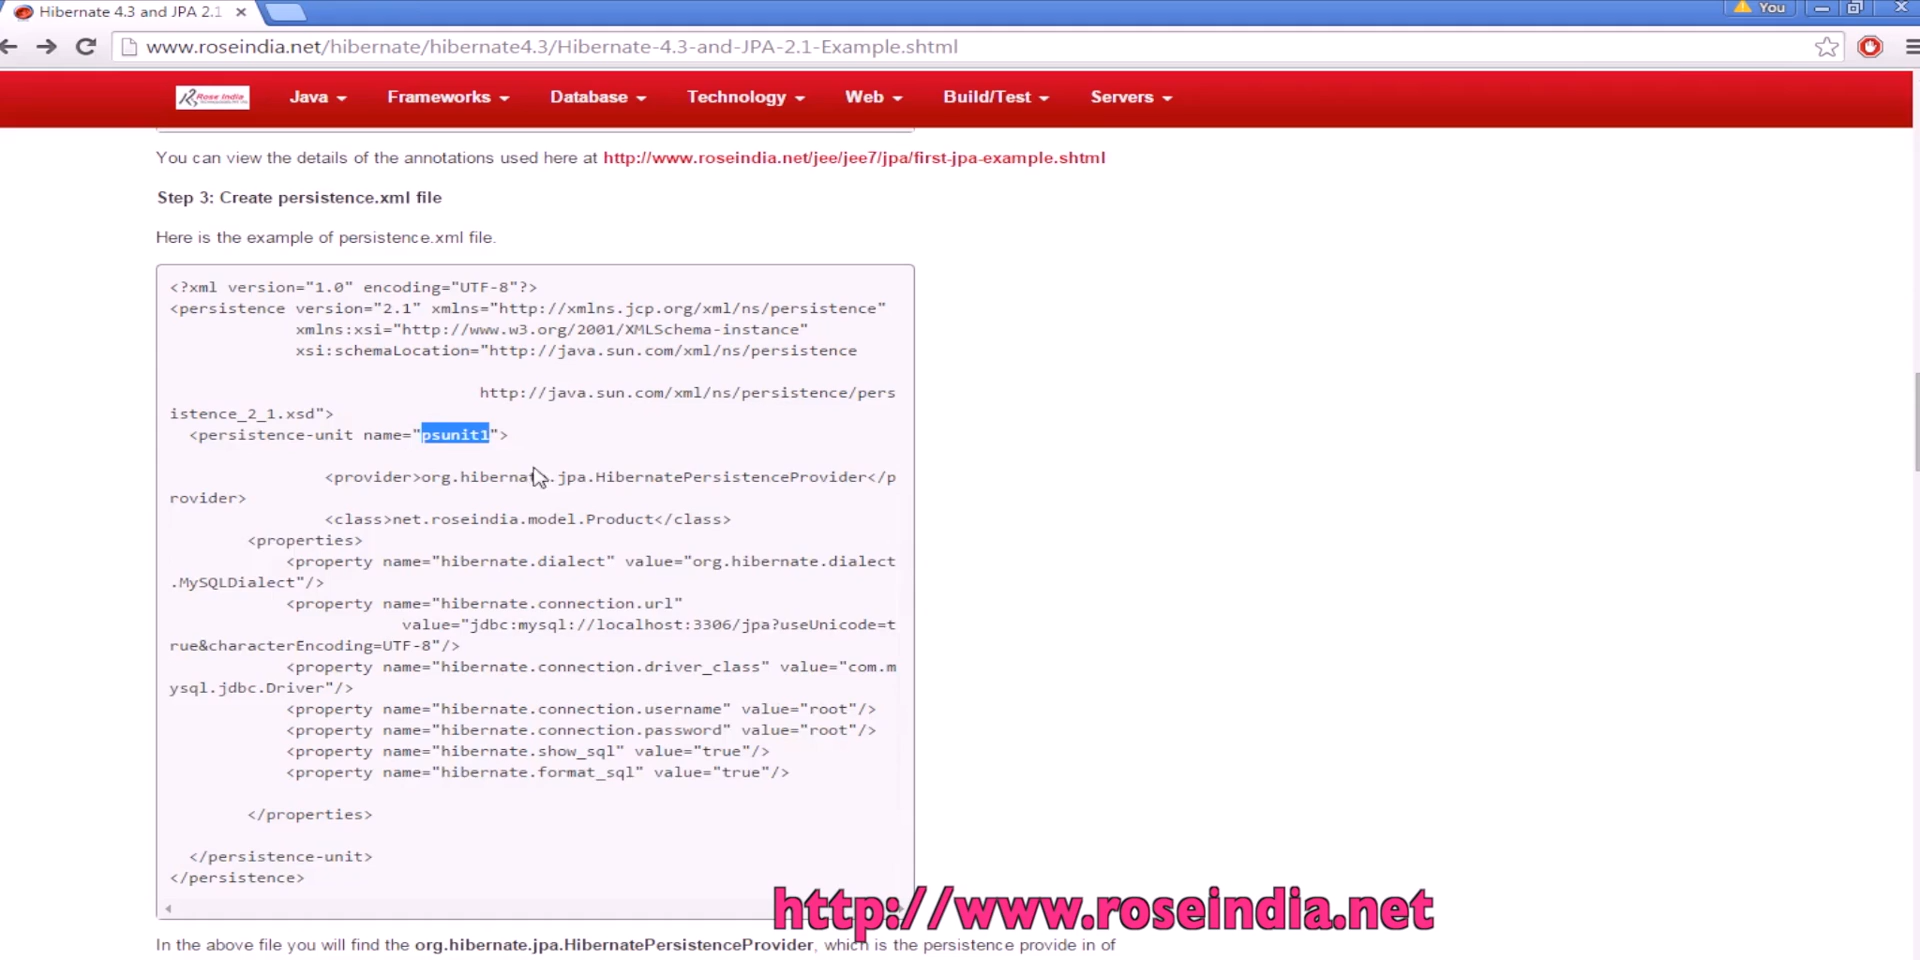 Hibernate 4.3 and JPA 2.1
You
www.roseindia.net/hibernate/hibernate4.3/Hibernate-4.3-and-JPA-2.1-Example.shtml
Rose India
Java
Frameworks
Database
Technology
Web
Build/Test
Servers
You can view the details of the annotations used here at http://www.roseindia.net/jee/jee7/jpa/first-jpa-example.shtml
Step 3: Create persistence.xml file
Here is the example of persistence.xml file.
<?xml version="1.0" encoding="UTF-8"?>
<persistence version="2.1" xmlns="http://xmlns.jcp.org/xml/ns/persistence"
xmlns:xsi="http://www.w3.org/2001/XMLSchema-instance"
xsi:schemaLocation="http://java.sun.com/xml/ns/persistence
http://java.sun.com/xml/ns/persistence/pers
istence_2_1.xsd">
<persistence-unit name="psunit1">
<provider>org.hibernate.jpa.HibernatePersistenceProvider</p
rovider>
<class>net.roseindia.model.Product</class>
<properties>
<property name="hibernate.dialect" value="org.hibernate.dialect
.MySQLDialect"/>
<property name="hibernate.connection.url"
value="jdbc:mysql://localhost:3306/jpa?useUnicode=t
rue&characterEncoding=UTF-8"/>
<property name="hibernate.connection.driver_class" value="com.m
ysql.jdbc.Driver"/>
<property name="hibernate.connection.username" value="root"/>
<property name="hibernate.connection.password" value="root"/>
<property name="hibernate.show_sql" value="true"/>
<property name="hibernate.format_sql" value="true"/>
</properties>
</persistence-unit>
</persistence>
http://www.roseindia.net
In the above file you will find the org.hibernate.jpa.HibernatePersistenceProvider, which is the persistence provide in of